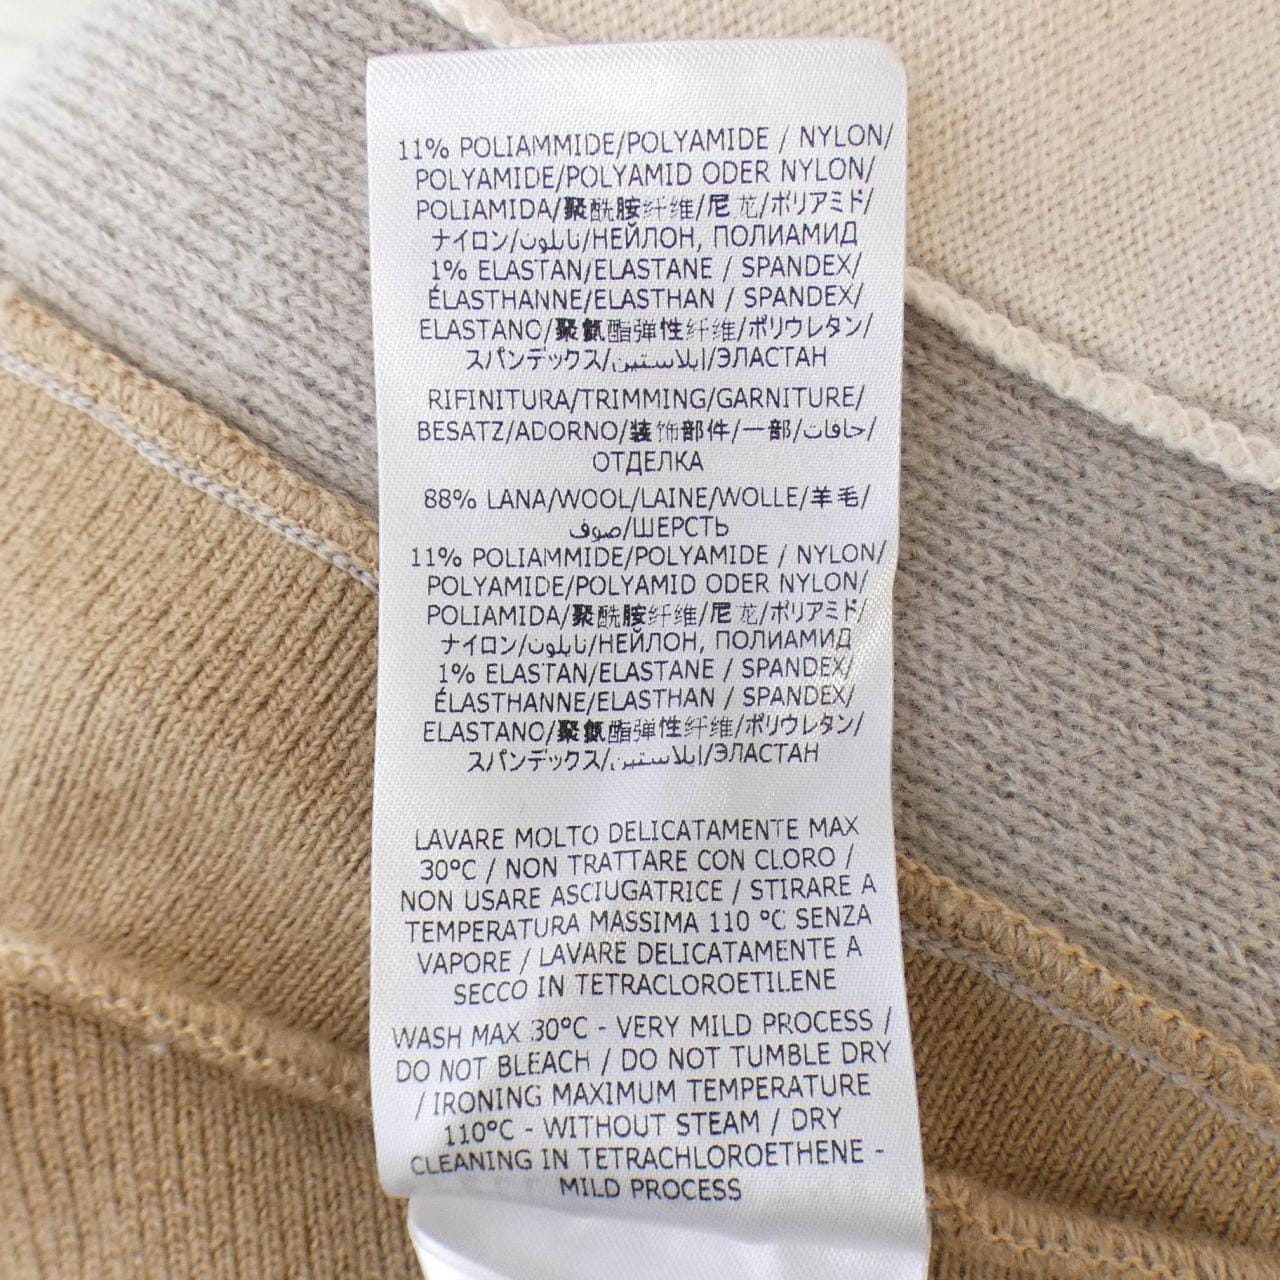 11% POLIAMMIDE/POLYAMIDE / NYLON/
POLYAMIDE/POLYAMID ODER NYLON/
POLIAMIDA/聚酰胺纤维/尼龙/ポリアミド/
ナイロン/نايلون/НЕЙЛОН, ПОЛИАМИД
1% ELASTAN/ELASTANE / SPANDEX/
ÉLASTHANNE/ELASTHAN / SPANDEX/
ELASTANO/聚氨酯弹性纤维/ポリウレタン/
スパンデックス/إيلاستين/ЭЛАСТАН
RIFINITURA/TRIMMING/GARNITURE/
BESATZ/ADORNO/装饰部件/一部/حافات/
ОТДЕЛКА
88% LANA/WOOL/LAINE/WOLLE/羊毛/
صوف/ШЕРСТЬ
11% POLIAMMIDE/POLYAMIDE / NYLON/
POLYAMIDE/POLYAMID ODER NYLON/
POLIAMIDA/聚酰胺纤维/尼龙/ポリアミド/
ナイロン/نايلون/НЕЙЛОН, ПОЛИАМИД
1% ELASTAN/ELASTANE / SPANDEX/
ÉLASTHANNE/ELASTHAN / SPANDEX/
ELASTANO/聚氨酯弹性纤维/ポリウレタン/
スパンデックス/إيلاستين/ЭЛАСТАН
LAVARE MOLTO DELICATAMENTE MAX
30°C / NON TRATTARE CON CLORO /
NON USARE ASCIUGATRICE / STIRARE A
TEMPERATURA MASSIMA 110 °C SENZA
VAPORE / LAVARE DELICATAMENTE A
SECCO IN TETRACLOROETILENE
WASH MAX 30°C - VERY MILD PROCESS /
DO NOT BLEACH / DO NOT TUMBLE DRY
/ IRONING MAXIMUM TEMPERATURE
110°C - WITHOUT STEAM / DRY
CLEANING IN TETRACHLOROETHENE -
MILD PROCESS